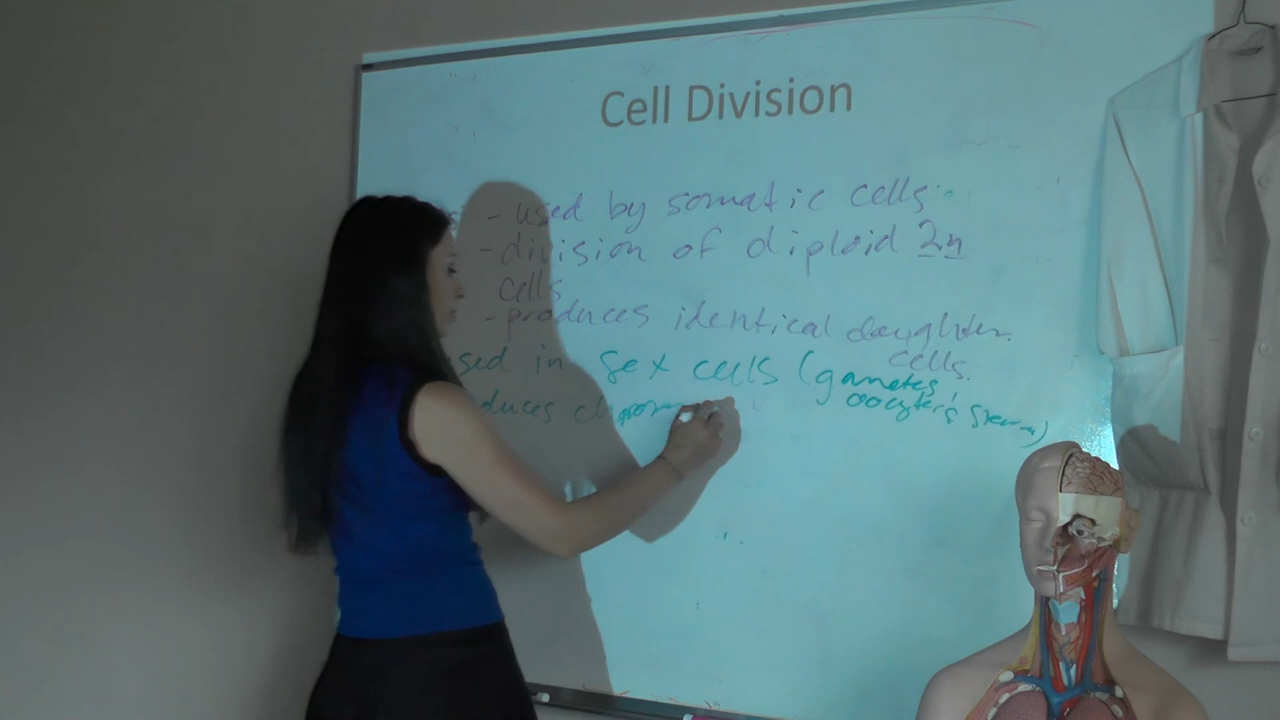 Cell Division
- used by somatic cells.
- division of diploid 2n
cells
- produces identical daughter
cells.
sed in sex cells (gametes,
oocytes, sperm)
duces chrom